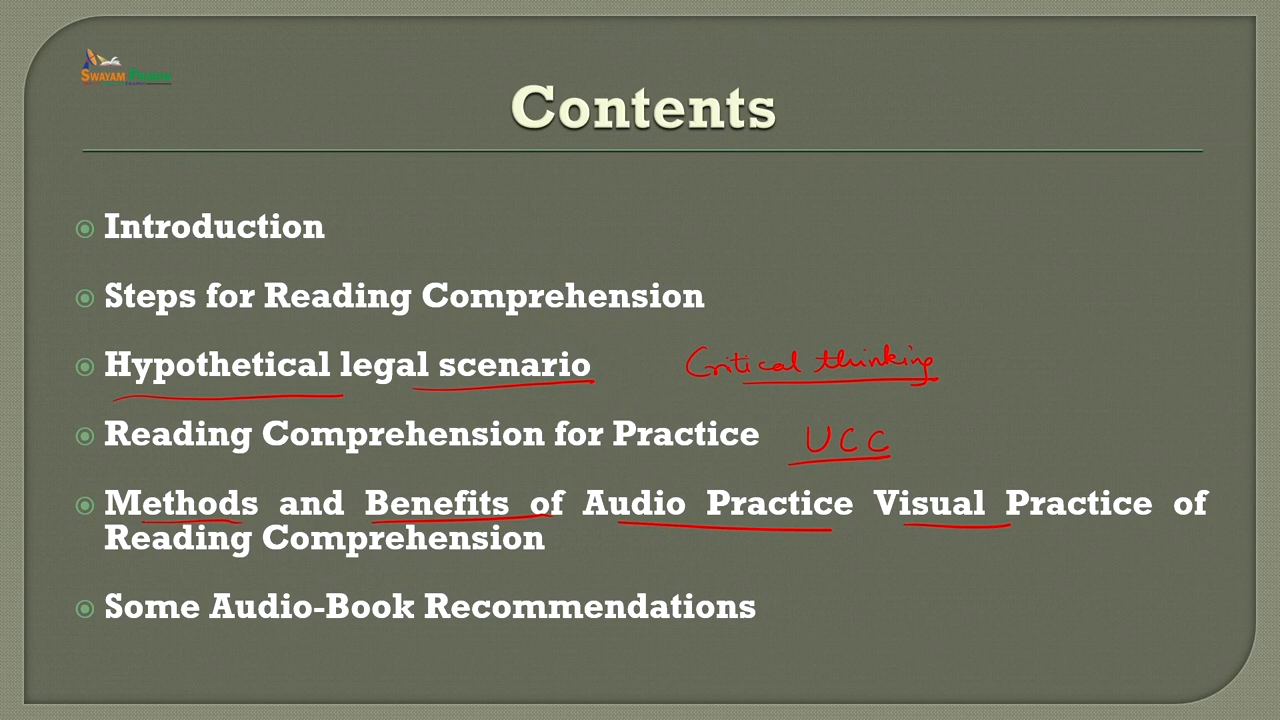 SWAYAM PRABHA
Contents
Introduction
Steps for Reading Comprehension
Hypothetical legal scenario Critical thinking
Reading Comprehension for Practice UCC
Methods and Benefits of Audio Practice Visual Practice of
Reading Comprehension
Some Audio-Book Recommendations